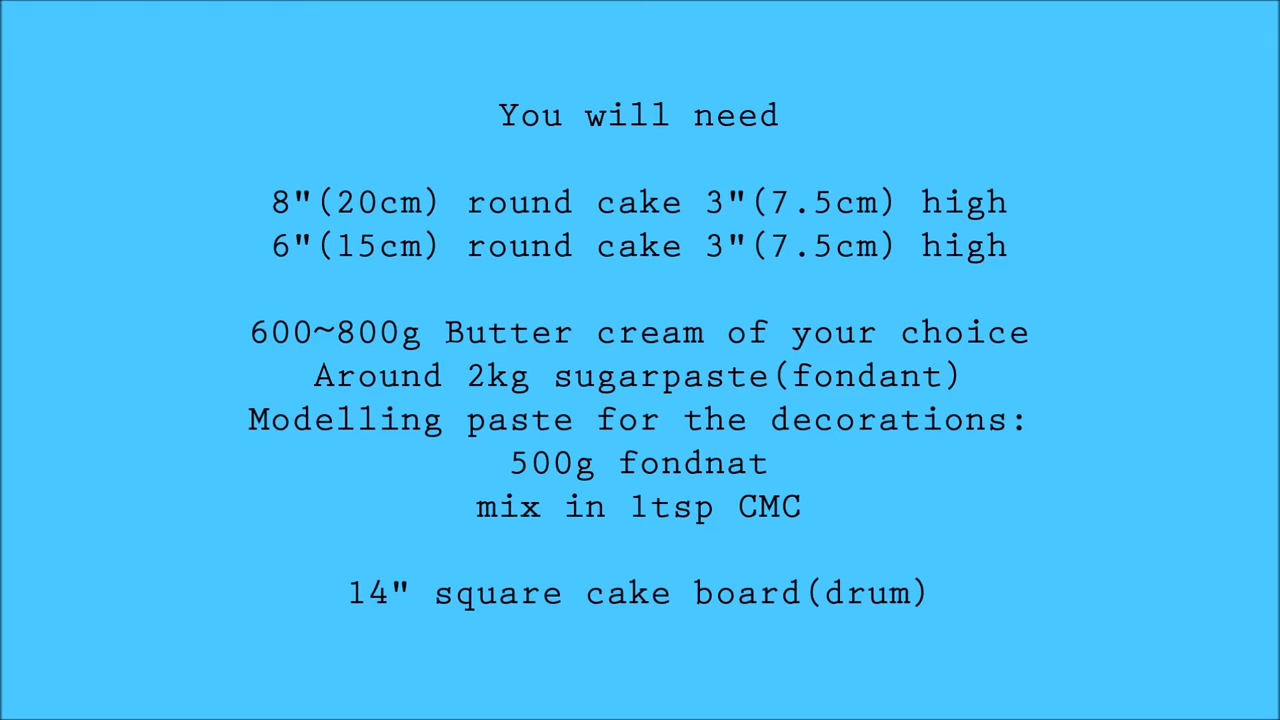 You will need
8"(20cm) round cake 3"(7.5cm) high
6"(15cm) round cake 3"(7.5cm) high
600~800g Butter cream of your choice
Around 2kg sugarpaste(fondant)
Modelling paste for the decorations:
500g fondnat
mix in 1tsp CMC
14" square cake board(drum)